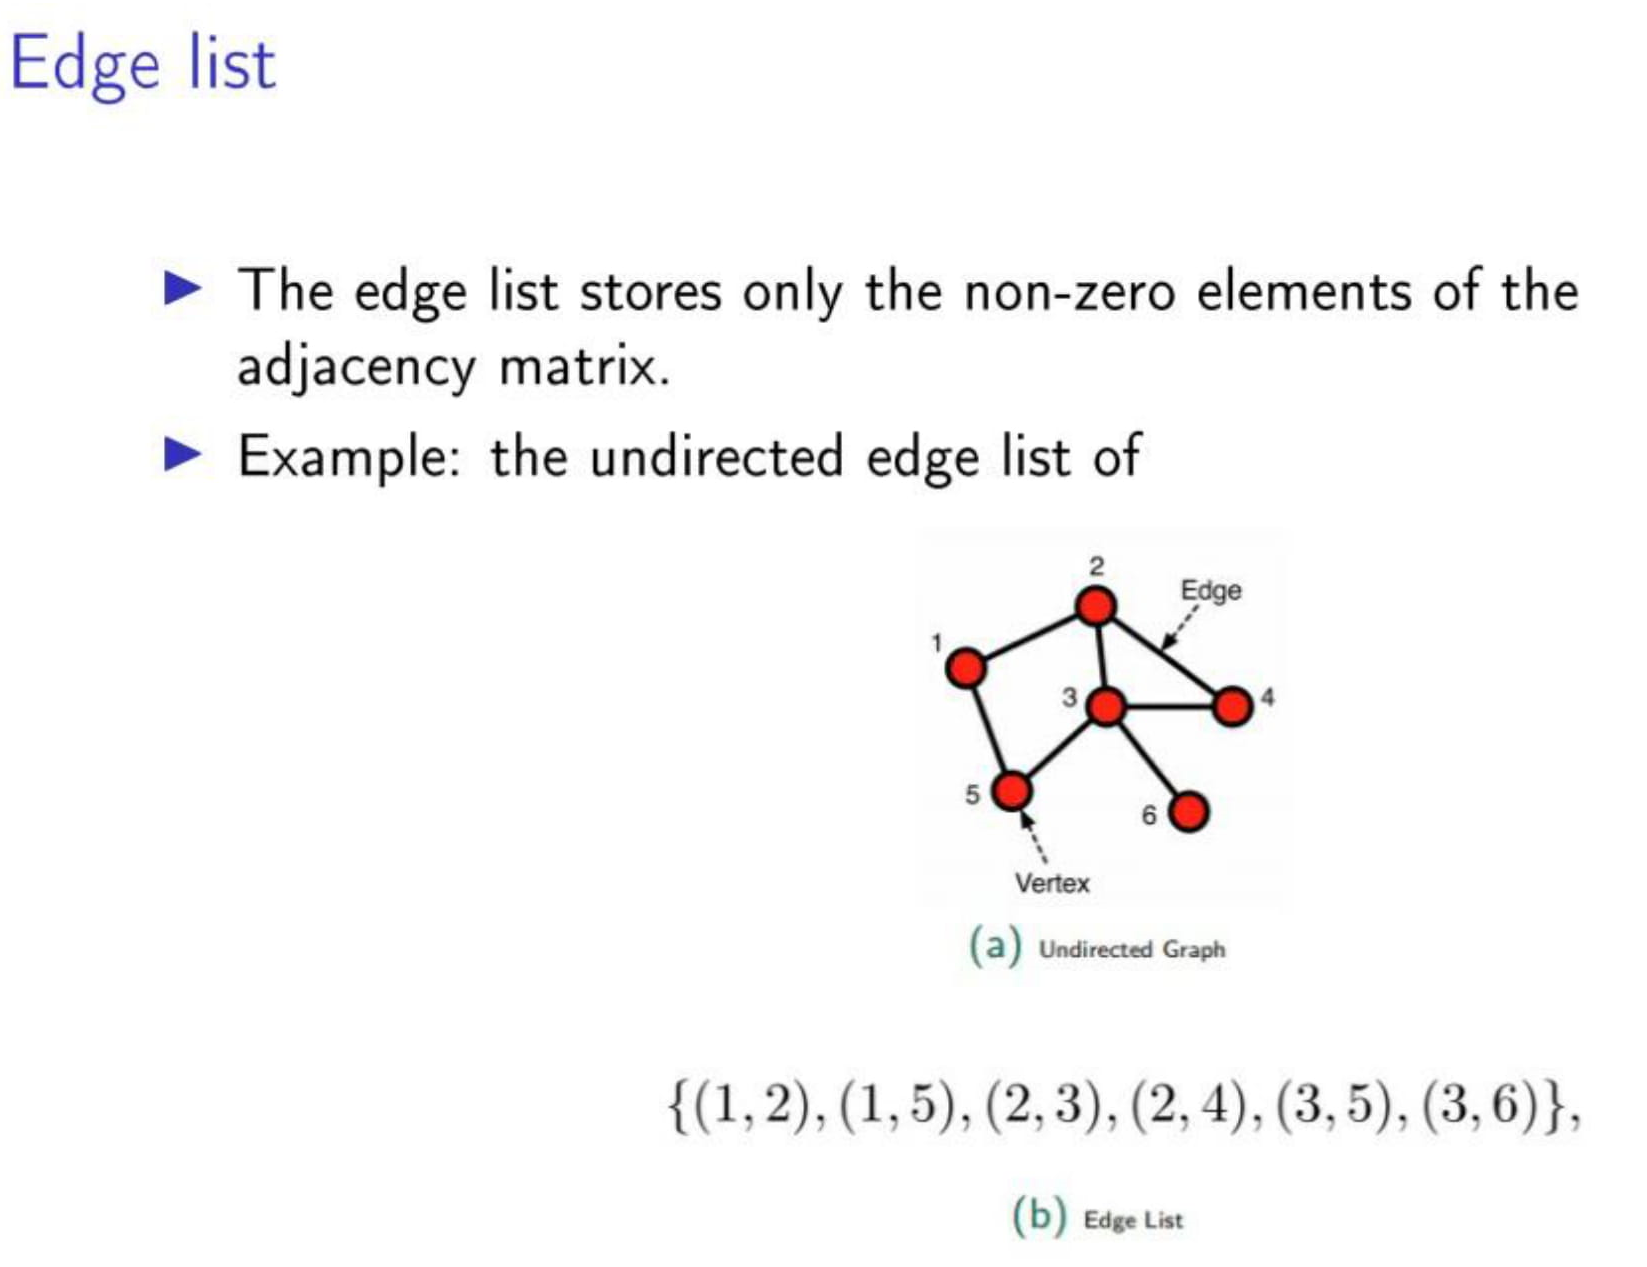 Edge list
▶ The edge list stores only the non-zero elements of the
adjacency matrix.
▶ Example: the undirected edge list of
2
Edge
1
3
4
5
6
Vertex
(a) Undirected Graph
{(1, 2), (1, 5), (2, 3), (2, 4), (3, 5), (3, 6)},
(b) Edge List